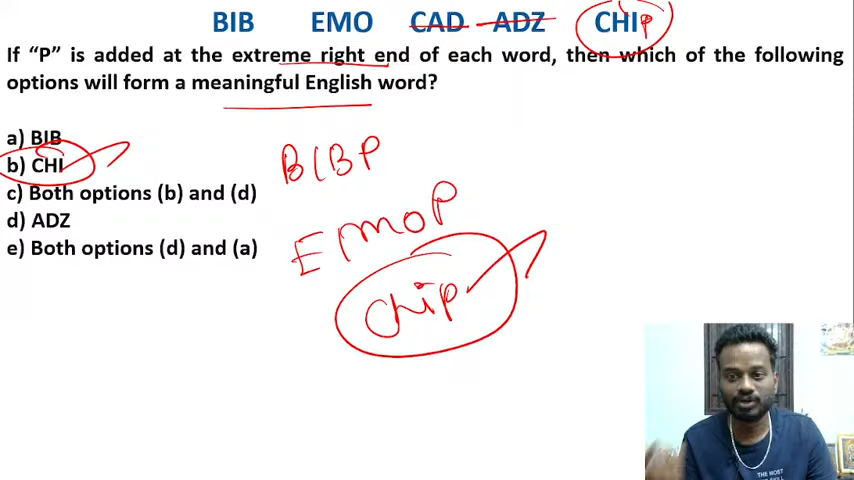 BIB EMO CAD ADZ CHIP
If “P” is added at the extreme right end of each word, then which of the following
options will form a meaningful English word?
a) BIB
b) CHI
c) Both options (b) and (d)
d) ADZ
e) Both options (d) and (a)
BIBP
EMOP
chip
THE MOST